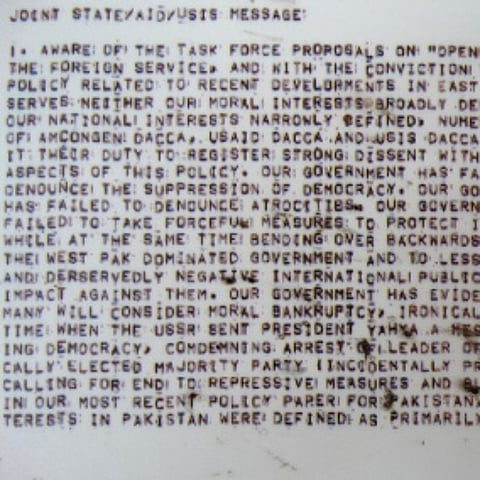 JOINT STATE/AID/USIS MESSAGE
1. AWARE OF THE TASK FORCE PROPOSALS ON "OPEN
THE FOREIGN SERVICE, AND WITH THE CONVICTION
POLICY RELATED TO RECENT DEVELOPMENTS IN EAST
SERVES NEITHER OUR MORAL INTERESTS BROADLY DE
OUR NATIONAL INTERESTS NARRONLY DEFINED, NUME
OF AMCONGEN DACCA, USAID DACCA AND USIS DACCA
IT THEIR DUTY TO REGISTER STRONG DISSENT WITH
ASPECTS OF THIS POLICY. OUR GOVERNMENT HAS FA
DENOUNCE THE SUPPRESSION OF DEMOCRACY. OUR GO
HAS FAILED TO DENOUNCE ATROCITIES. OUR GOVERN
FAILED TO TAKE FORCEFUL MEASURES TO PROTECT I
WHILE AT THE SAME TIME BENDING OVER BACKWARDS
THE WEST PAK DOMINATED GOVERNMENT AND TO LESS
AND DERSERVEDLY NEGATIVE INTERNATIONAL PUBLIC
IMPACT AGAINST THEM. OUR GOVERNMENT HAS EVIDE
MANY WILL CONSIDER MORAL BANKRUPTCY, IRONICAL
TIME WHEN THE USSR SENT PRESIDENT YAHYA A MES
ING DEMOCRACY, CONDEMNING ARREST OF LEADER OF
CALLY ELECTED MAJORITY PARTY (INCIDENTALLY PR
CALLING FOR END TO REPRESSIVE MEASURES AND BL
IN OUR MOST RECENT POLICY PAPER FOR PAKISTAN,
TERESTS IN PAKISTAN WERE DEFINED AS PRIMARILY